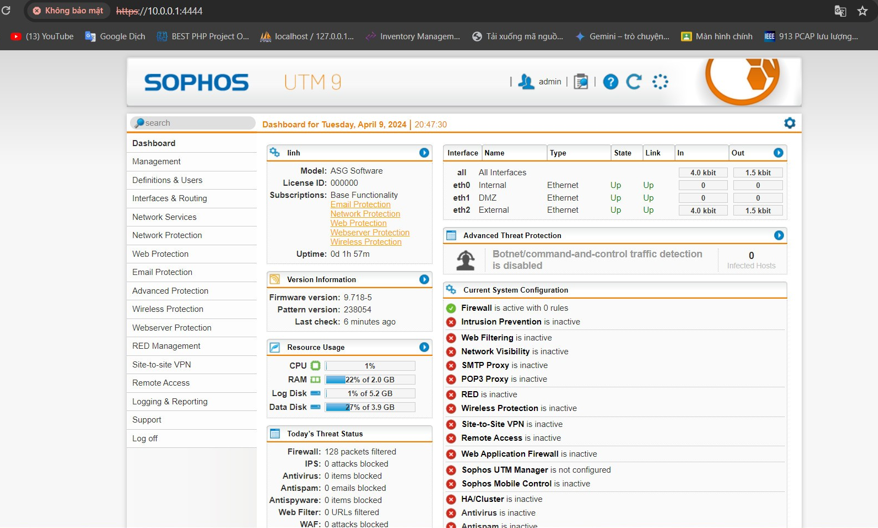 Không bảo mật https://10.0.0.1:4444
(13) YouTube Google Dịch BEST PHP Project O... localhost / 127.0.0.1... Inventory Managem... Tải xuống mã nguồ... Gemini – trò chuyện... Màn hình chính 913 PCAP lưu lượng...
SOPHOS UTM 9
admin
search
Dashboard for Tuesday, April 9, 2024 | 20:47:30
Dashboard
Management
Definitions & Users
Interfaces & Routing
Network Services
Network Protection
Web Protection
Email Protection
Advanced Protection
Wireless Protection
Webserver Protection
RED Management
Site-to-site VPN
Remote Access
Logging & Reporting
Support
Log off
linh
Model: ASG Software
License ID: 000000
Subscriptions: Base Functionality
Email Protection
Network Protection
Web Protection
Webserver Protection
Wireless Protection
Uptime: 0d 1h 57m
Version Information
Firmware version: 9.718-5
Pattern version: 238054
Last check: 6 minutes ago
Resource Usage
CPU 1%
RAM 22% of 2.0 GB
Log Disk 1% of 5.2 GB
Data Disk 27% of 3.9 GB
Today's Threat Status
Firewall: 128 packets filtered
IPS: 0 attacks blocked
Antivirus: 0 items blocked
Antispam: 0 emails blocked
Antispyware: 0 items blocked
Web Filter: 0 URLs filtered
WAF: 0 attacks blocked
Interface Name Type State Link In Out
all All Interfaces 4.0 kbit 1.5 kbit
eth0 Internal Ethernet Up Up 0 0
eth1 DMZ Ethernet Up Up 0 0
eth2 External Ethernet Up Up 4.0 kbit 1.5 kbit
Advanced Threat Protection
Botnet/command-and-control traffic detection
is disabled
0
Infected Hosts
Current System Configuration
Firewall is active with 0 rules
Intrusion Prevention is inactive
Web Filtering is inactive
Network Visibility is inactive
SMTP Proxy is inactive
POP3 Proxy is inactive
RED is inactive
Wireless Protection is inactive
Site-to-Site VPN is inactive
Remote Access is inactive
Web Application Firewall is inactive
Sophos UTM Manager is not configured
Sophos Mobile Control is inactive
HA/Cluster is inactive
Antivirus is inactive
Antispam is inactive